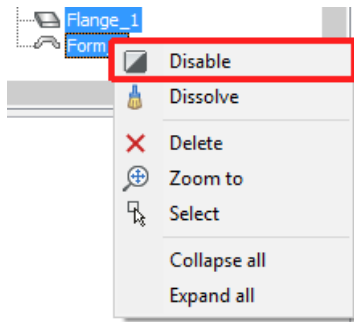 Flange_1
Form
Disable
Dissolve
Delete
Zoom to
Select
Collapse all
Expand all